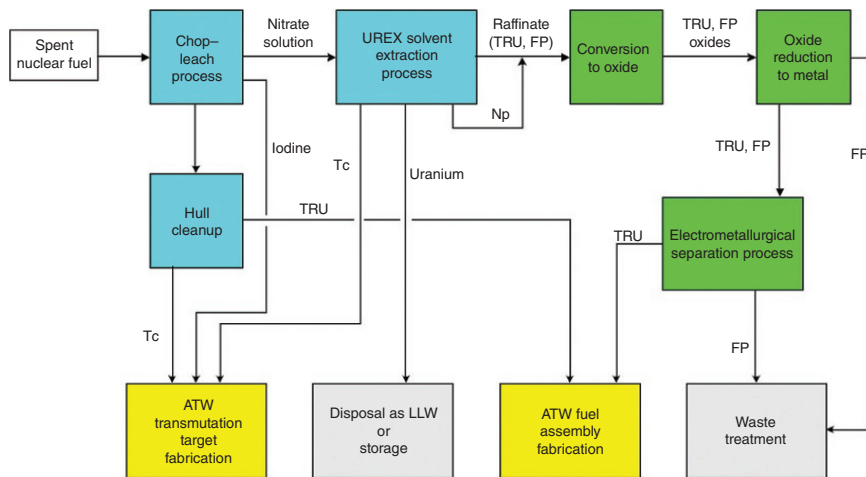 Spent
nuclear fuel
Chop–
leach
process
Nitrate
solution
UREX solvent
extraction
process
Raffinate
(TRU, FP)
Conversion
to oxide
TRU, FP
oxides
Oxide
reduction
to metal
Np
Iodine
Tc
Uranium
TRU, FP
FP
Hull
cleanup
TRU
TRU
Electrometallurgical
separation process
Tc
FP
ATW
transmutation
target
fabrication
Disposal as LLW
or
storage
ATW fuel
assembly
fabrication
Waste
treatment